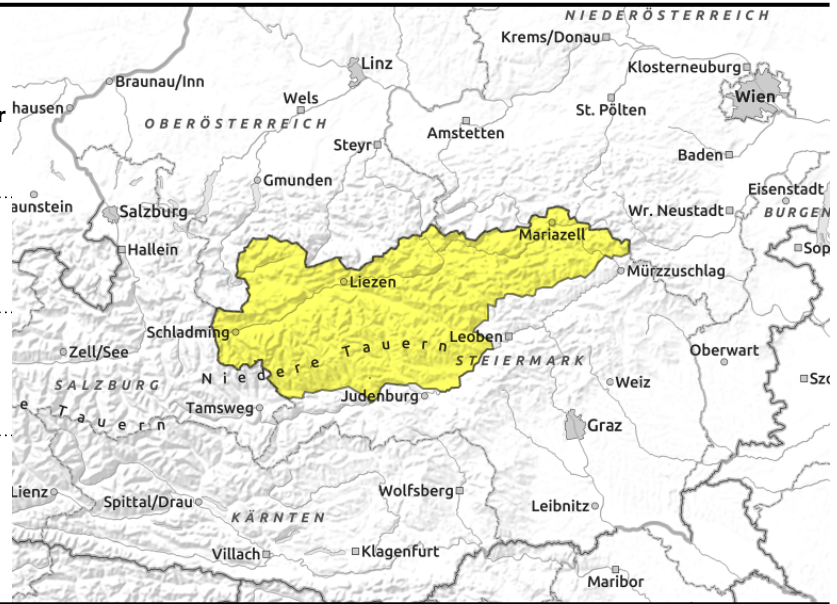 NIEDERÖSTERREICH
Krems/Donau
Linz
Klosterneuburg
Braunau/Inn
Wien
hausen
r
Wels
St. Pölten
OBERÖSTERREICH
Amstetten
Steyr
Baden
Gmunden
Eisenstadt
aunstein
Salzburg
Wr. Neustadt
BURGEN
Mariazell
Hallein
Sop
Mürzzuschlag
Liezen
Schladming
Leoben
Niedere Tauern
Zell/See
STEIERMARK
Oberwart
SALZBURG
Weiz
Szo
Judenburg
Tamsweg
e Tauern
Graz
Lienz
Spittal/Drau
Wolfsberg
Leibnitz
KÄRNTEN
Villach
Klagenfurt
Maribor